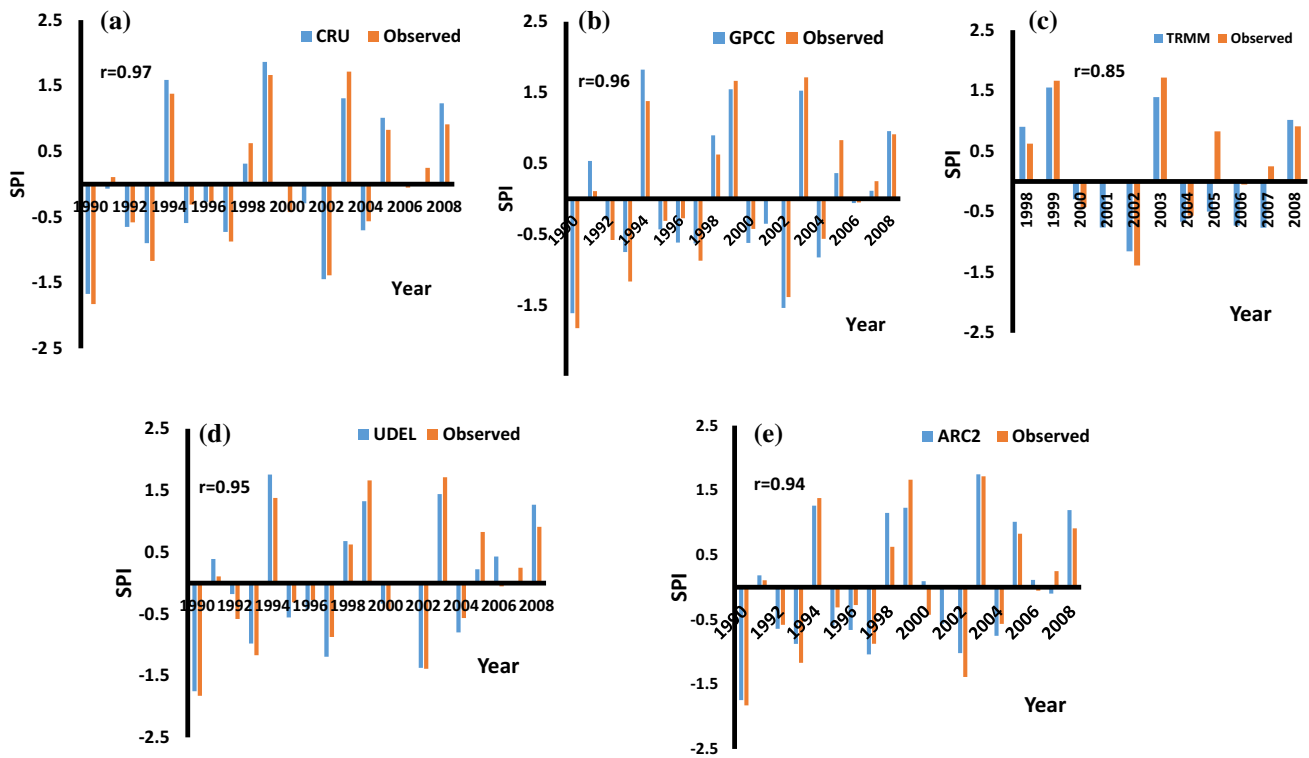 (a)
CRU Observed
r=0.97
2.5
1.5
0.5
-0.5
-1.5
-2 5
SPI
1990 1992 1994 1996 1998 2000 2002 2004 2006 2008
Year
(b)
GPCC Observed
r=0.96
2.5
1.5
0.5
-0.5
-1.5
SPI
1990 1992 1994 1996 1998 2000 2002 2004 2006 2008
Year
(c)
TRMM Observed
r=0.85
2.5
1.5
0.5
-0.5
-1.5
-2.5
SPI
1998 1999 2000 2001 2002 2003 2004 2005 2006 2007 2008
Year
(d)
UDEL Observed
r=0.95
2.5
1.5
0.5
-0.5
-1.5
-2.5
SPI
1990 1992 1994 1996 1998 2000 2002 2004 2006 2008
Year
(e)
ARC2 Observed
r=0.94
2.5
1.5
0.5
-0.5
-1.5
-2.5
SPI
1990 1992 1994 1996 1998 2000 2002 2004 2006 2008
Year